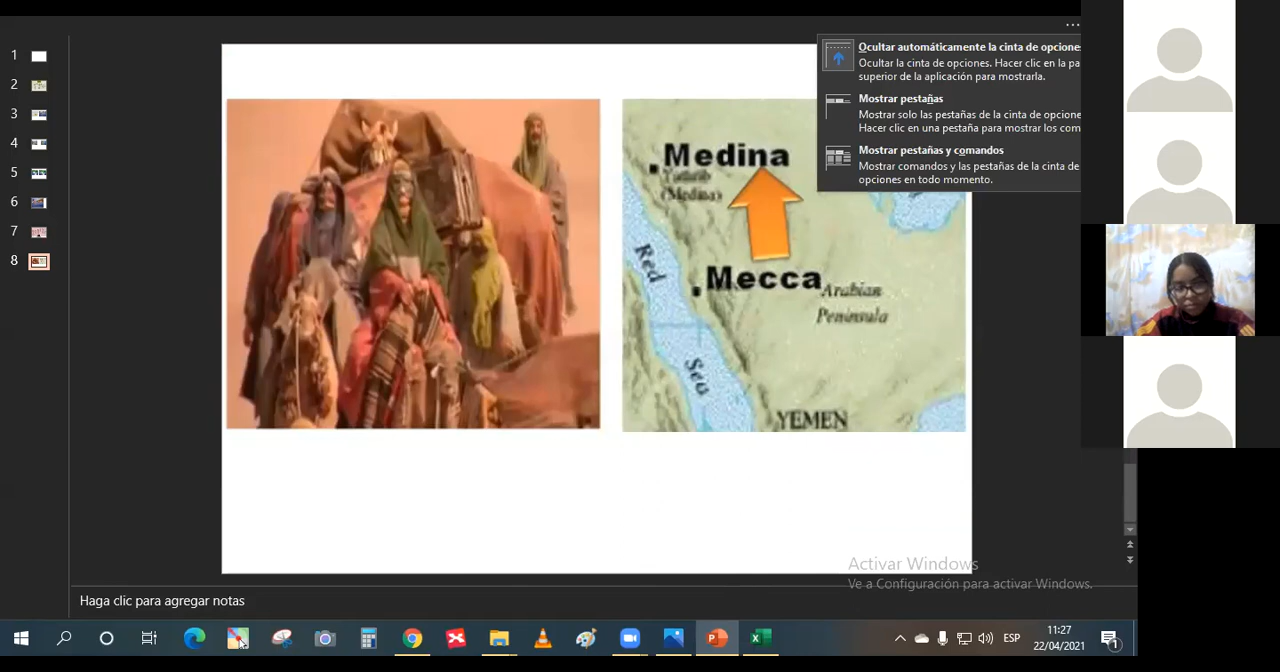 1
2
3
4
5
6
7
8
...
Ocultar automáticamente la cinta de opcione
Ocultar la cinta de opciones. Hacer clic en la pa
superior de la aplicación para mostrarla.
Mostrar pestañas
Mostrar solo las pestañas de la cinta de opcione
Hacer clic en una pestaña para mostrar los com
Mostrar pestañas y comandos
Mostrar comandos y las pestañas de la cinta de
opciones en todo momento.
Medina
(Medina)
Mecca
Arabian
Peninsula
Red
Sea
YEMEN
Activar Windows
Ve a Configuración para activar Windows.
Haga clic para agregar notas
ESP
11:27
22/04/2021
1